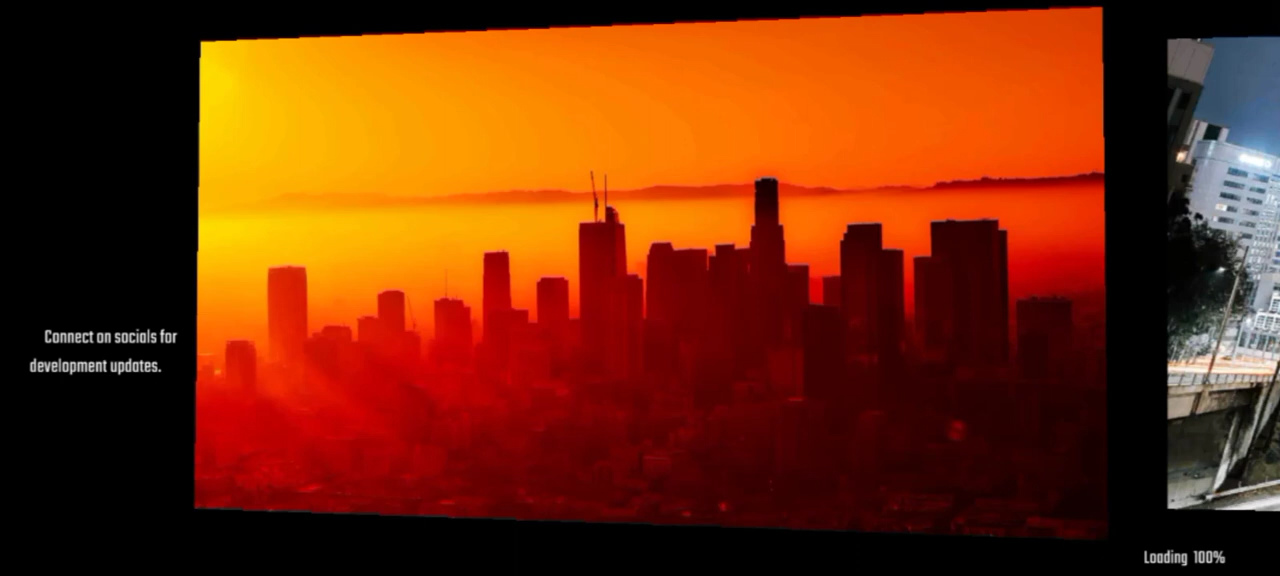 Connect on socials for
development updates.
Loading 100%